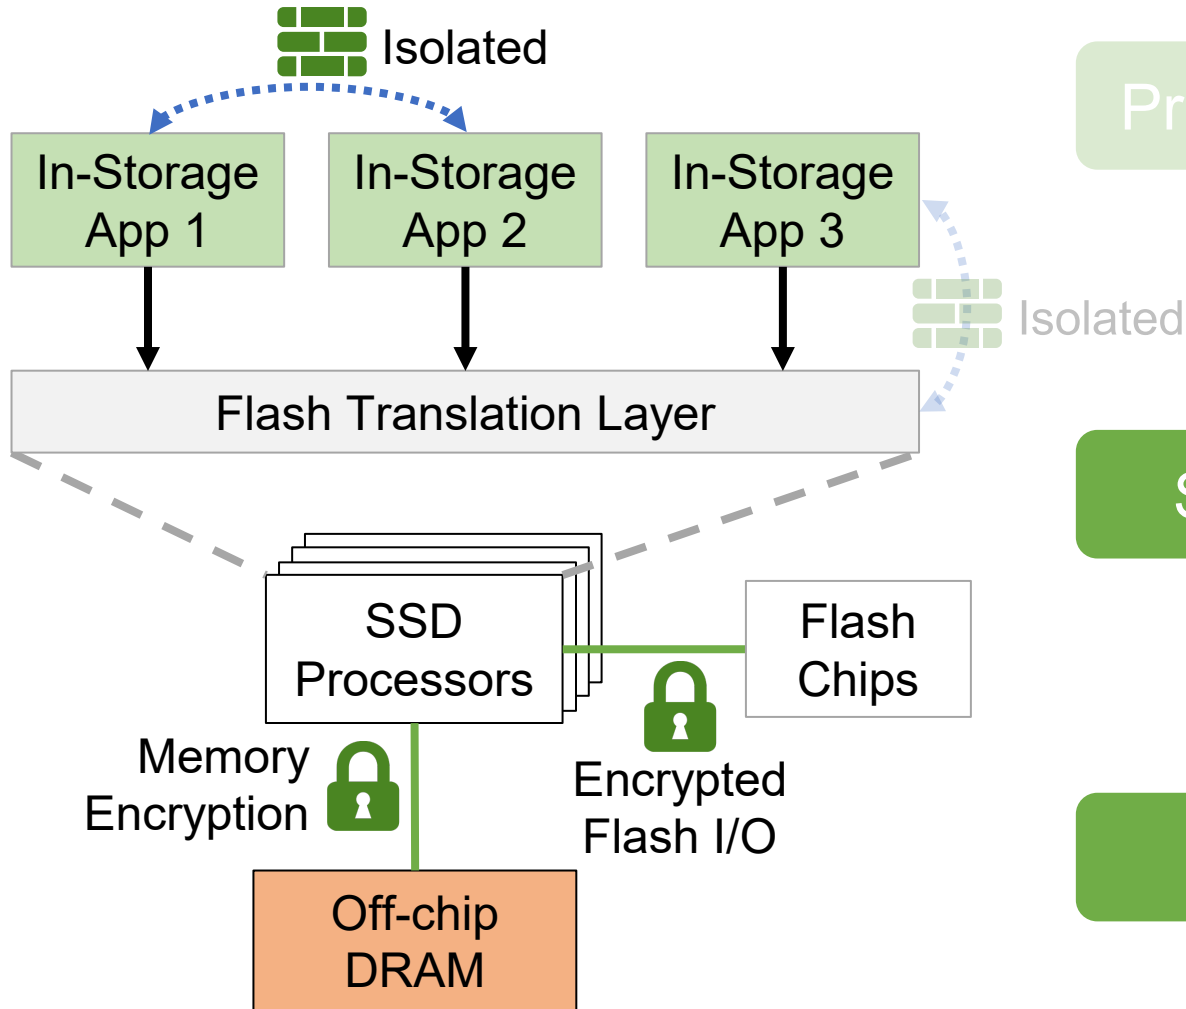 Isolated
In-Storage
App 1
In-Storage
App 2
In-Storage
App 3
Isolated
Flash Translation Layer
SSD
Processors
Flash
Chips
Memory
Encryption
Encrypted
Flash I/O
Off-chip
DRAM